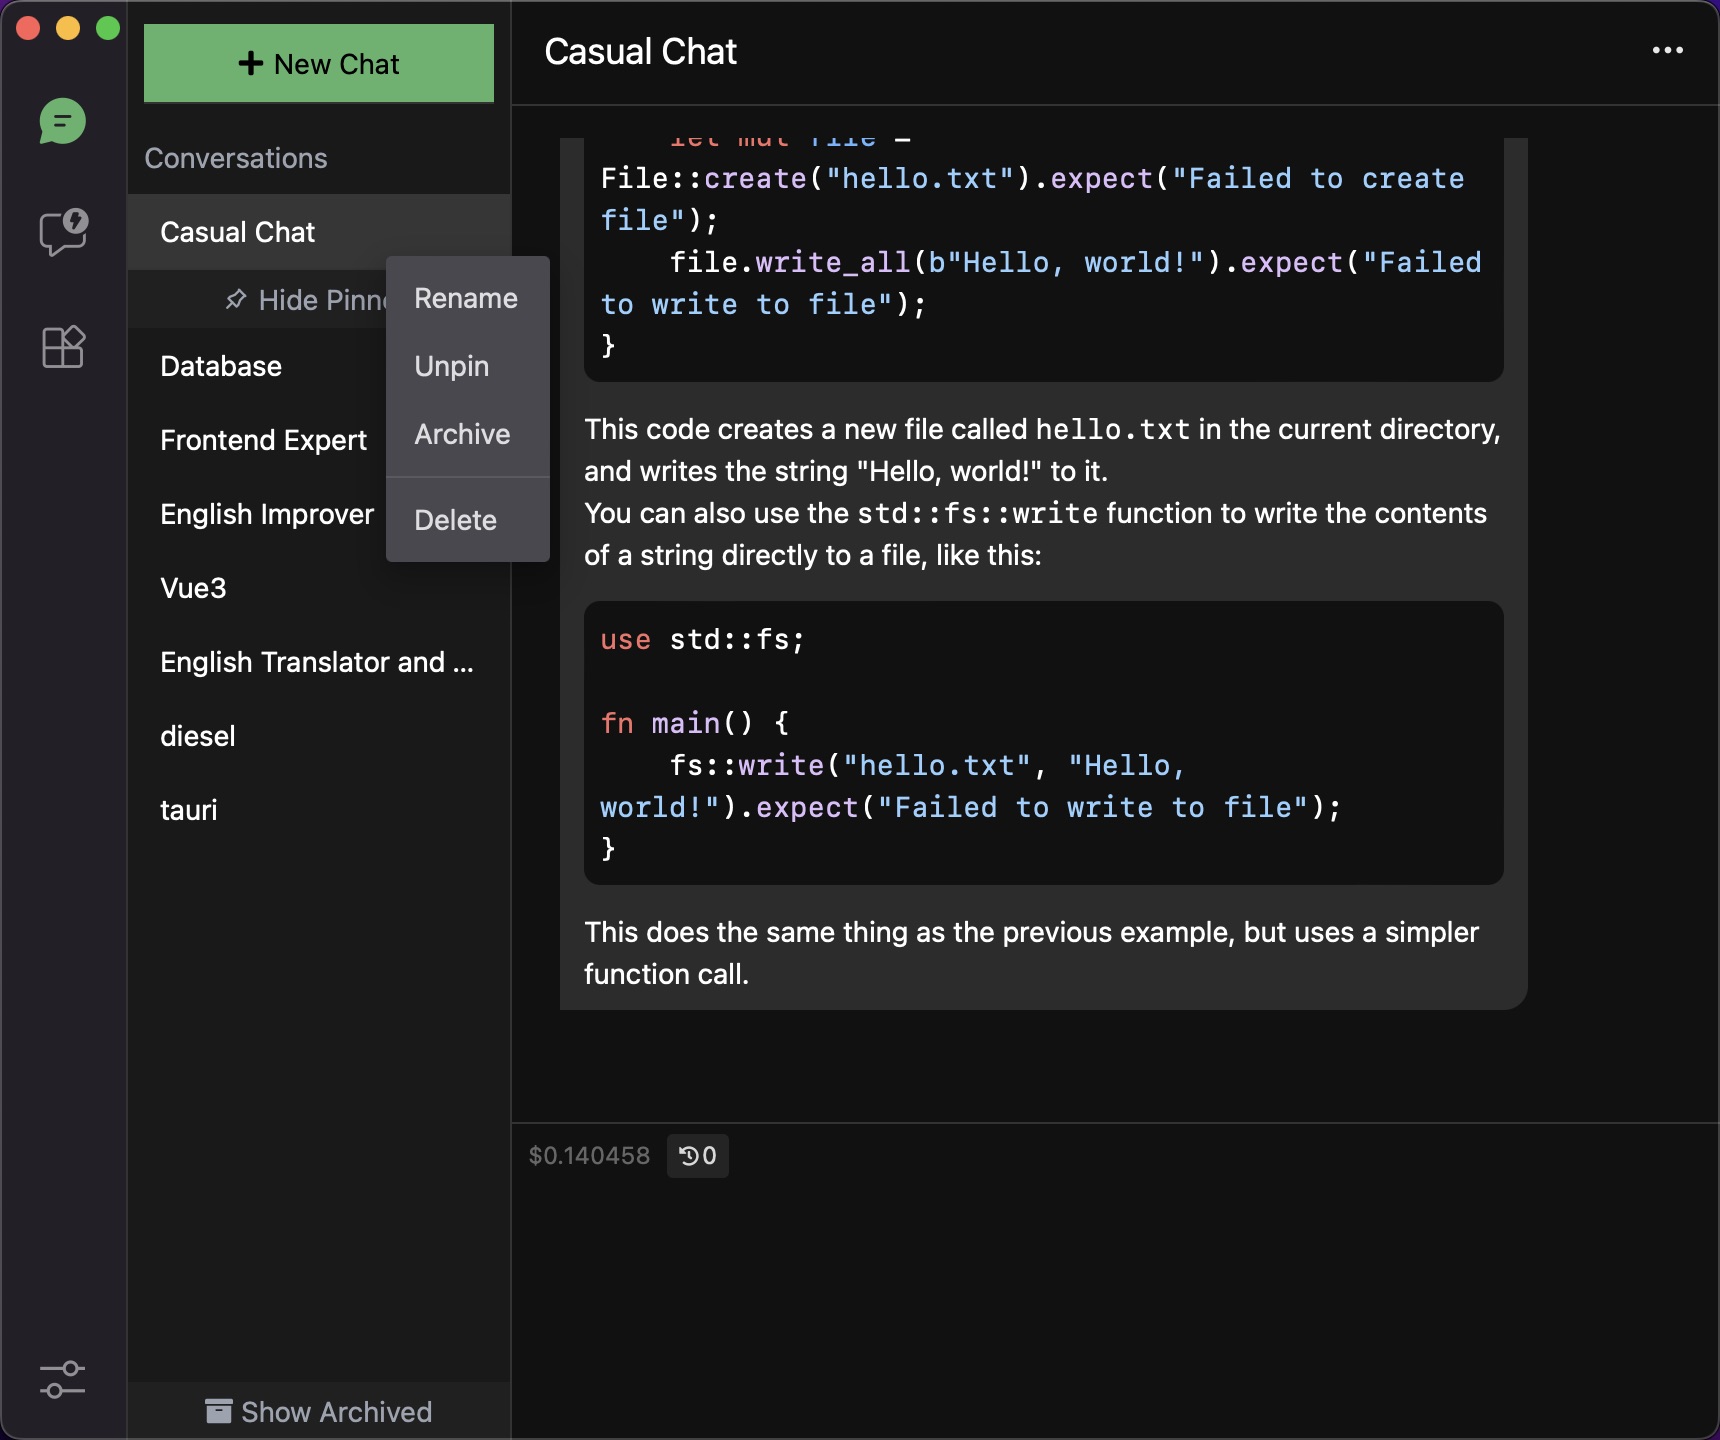 New Chat
Conversations
Casual Chat
Hide
Database
Frontend Expert
English Improver
Vue3
English Translator and ...
diesel
tauri
Show Archived
Rename
Unpin
Archive
Delete
Casual Chat
let mut file =
File::create("hello.txt").expect("Failed to create
file");
file.write_all(b"Hello, world!").expect("Failed
to write to file");
}
This code creates a new file called hello.txt in the current directory,
and writes the string "Hello, world!" to it.
You can also use the std::fs::write function to write the contents
of a string directly to a file, like this:
use std::fs;
fn main() {
fs::write("hello.txt", "Hello,
world!").expect("Failed to write to file");
}
This does the same thing as the previous example, but uses a simpler
function call.
$0.140458
0